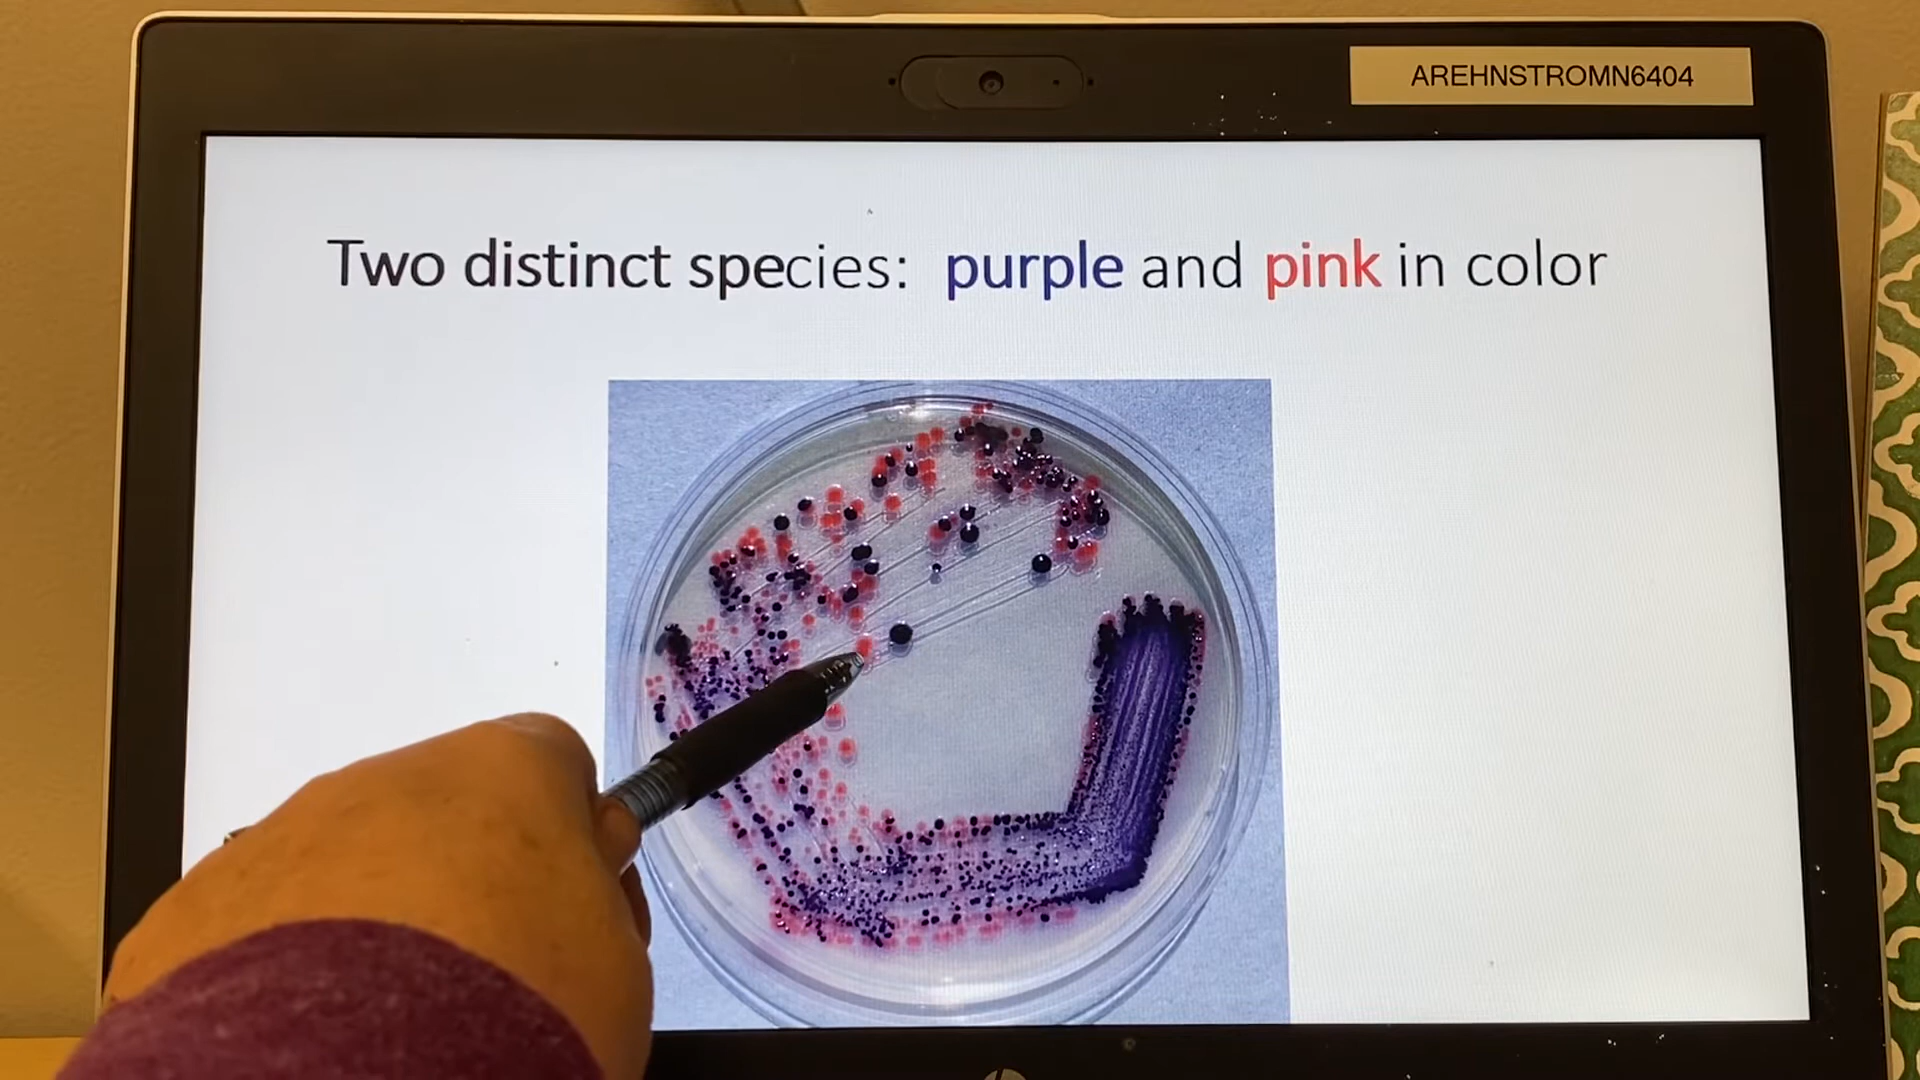 AREHNSTROMN6404
Two distinct species: purple and pink in color